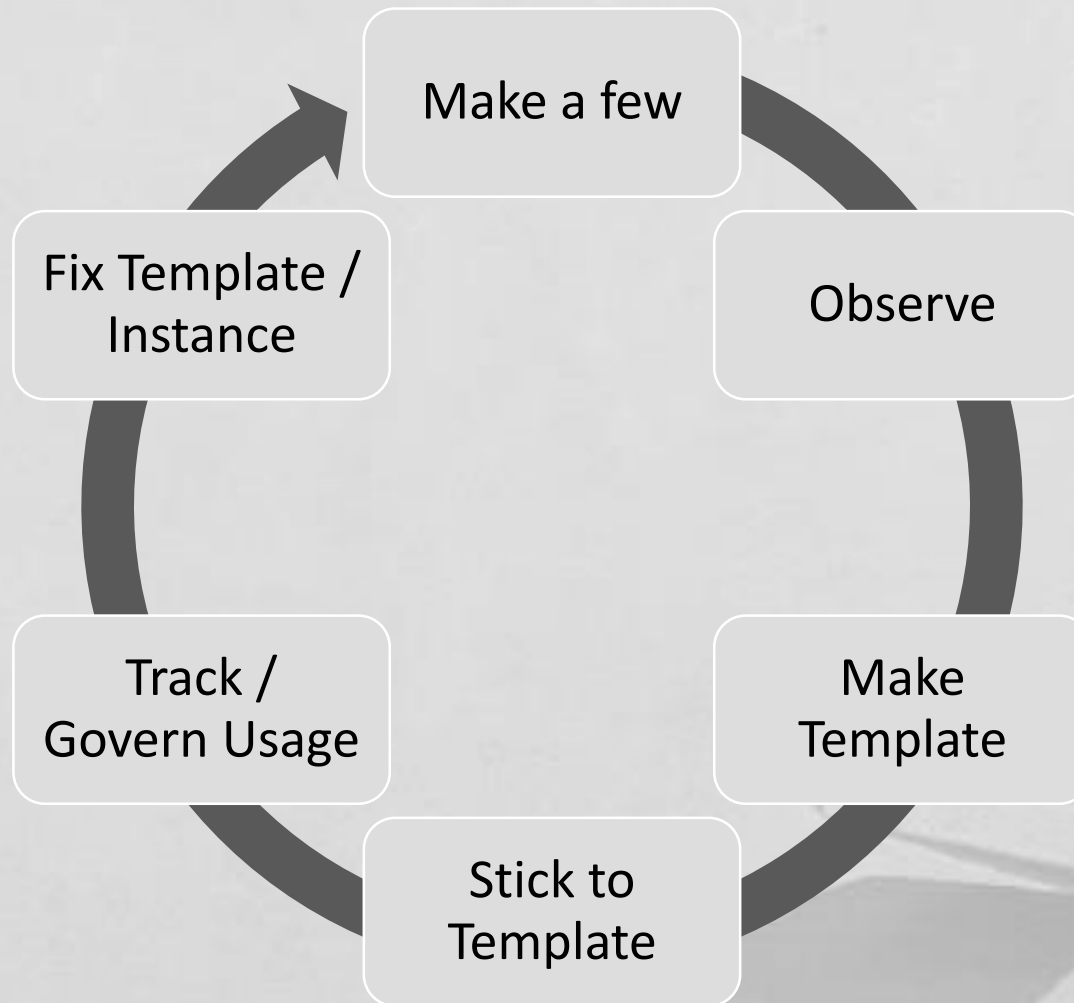 Make a few
Observe
Make
Template
Stick to
Template
Track /
Govern Usage
Fix Template /
Instance